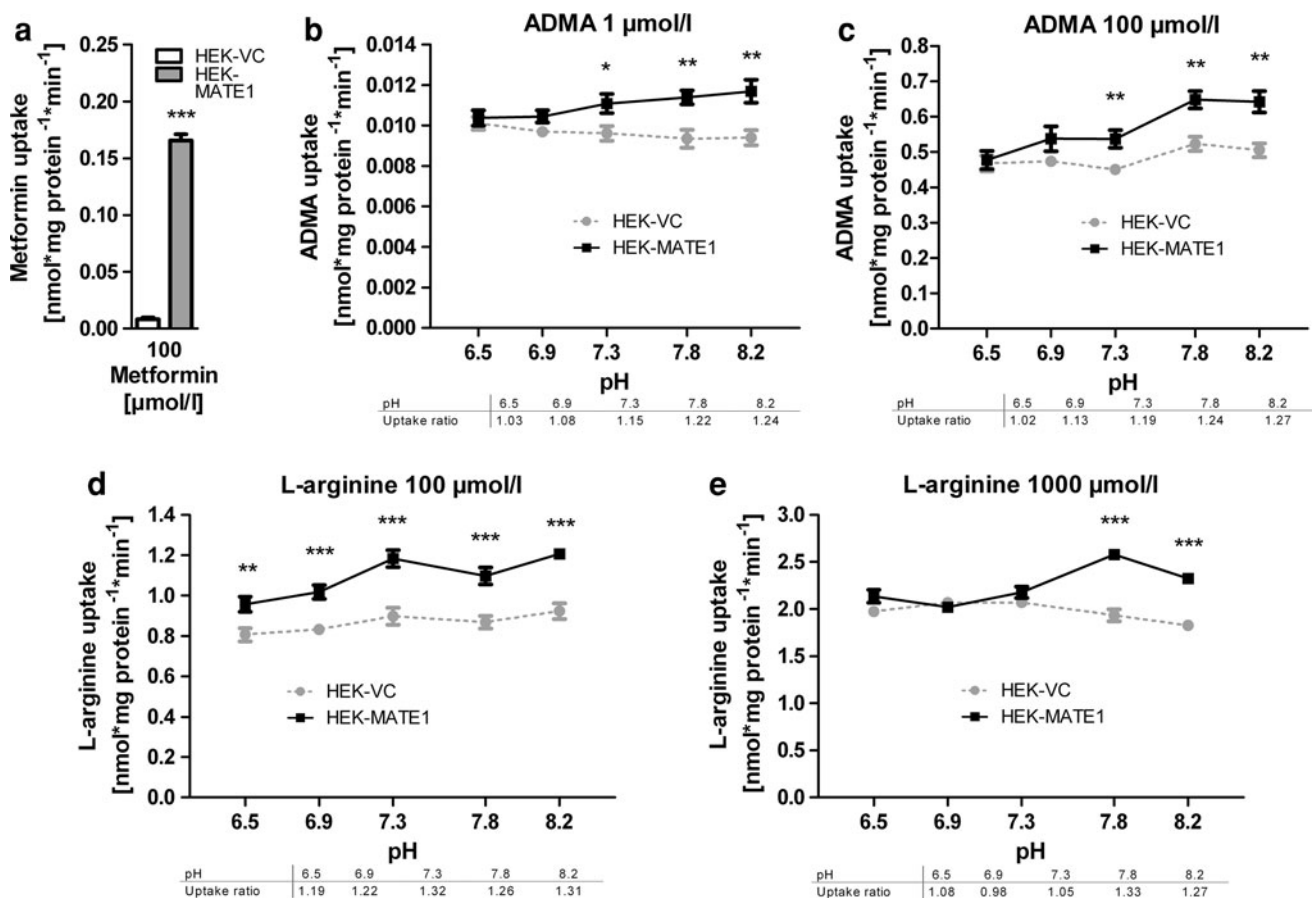 a
Metformin uptake
[nmol*mg protein⁻¹*min⁻¹]
0.25
0.20
0.15
0.10
0.05
0.00
HEK-VC
HEK-
MATE1
***
100
Metformin
[µmol/l]
b
ADMA 1 µmol/l
ADMA uptake
[nmol*mg protein⁻¹*min⁻¹]
0.014
0.012
0.010
0.008
0.006
0.004
0.002
0.000
* ** **
HEK-VC
HEK-MATE1
6.5 6.9 7.3 7.8 8.2
pH
pH 6.5 6.9 7.3 7.8 8.2
Uptake ratio 1.03 1.08 1.15 1.22 1.24
c
ADMA 100 µmol/l
ADMA uptake
[nmol*mg protein⁻¹*min⁻¹]
0.8
0.7
0.6
0.5
0.4
0.3
0.2
0.1
0.0
** ** **
HEK-VC
HEK-MATE1
6.5 6.9 7.3 7.8 8.2
pH
pH 6.5 6.9 7.3 7.8 8.2
Uptake ratio 1.02 1.13 1.19 1.24 1.27
d
L-arginine 100 µmol/l
L-arginine uptake
[nmol*mg protein⁻¹*min⁻¹]
1.4
1.2
1.0
0.8
0.6
0.4
0.2
0.0
** *** *** *** ***
HEK-VC
HEK-MATE1
6.5 6.9 7.3 7.8 8.2
pH
pH 6.5 6.9 7.3 7.8 8.2
Uptake ratio 1.19 1.22 1.32 1.26 1.31
e
L-arginine 1000 µmol/l
L-arginine uptake
[nmol*mg protein⁻¹*min⁻¹]
3.0
2.5
2.0
1.5
1.0
0.5
0.0
*** ***
HEK-VC
HEK-MATE1
6.5 6.9 7.3 7.8 8.2
pH
pH 6.5 6.9 7.3 7.8 8.2
Uptake ratio 1.08 0.98 1.05 1.33 1.27